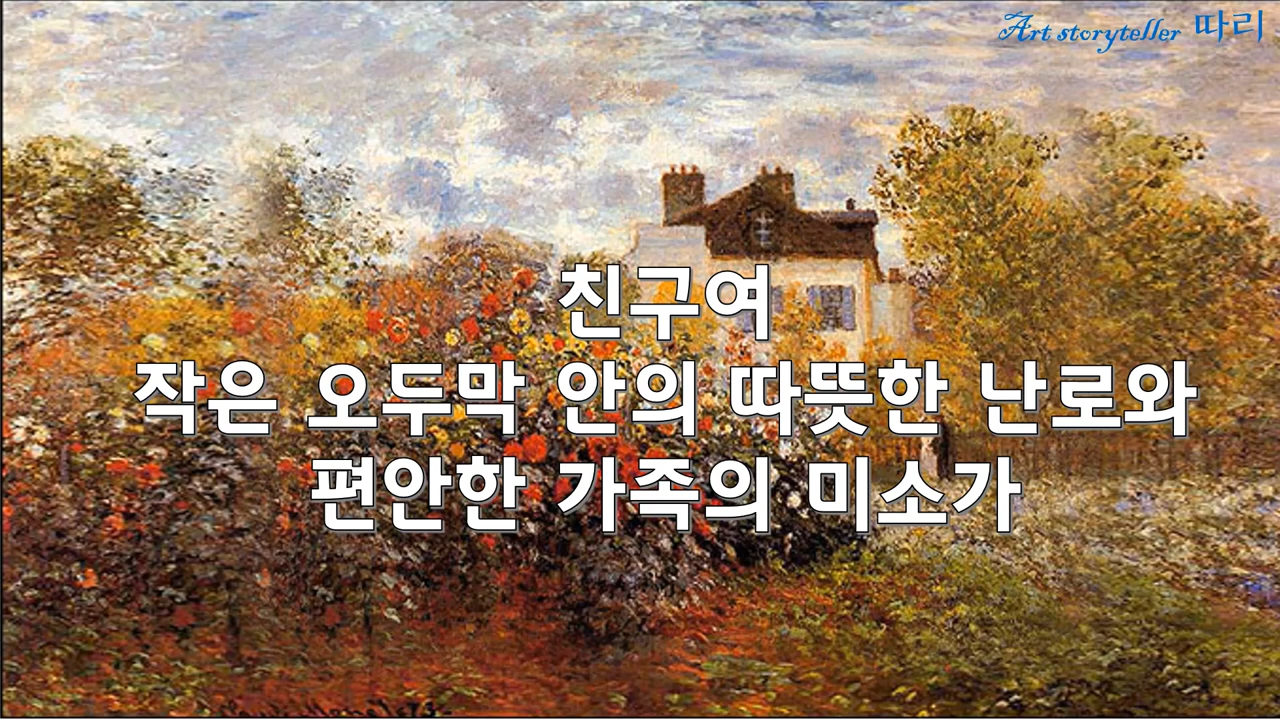 Art storyteller 따리
친구여
작은 오두막 안의 따뜻한 난로와
편안한 가족의 미소가